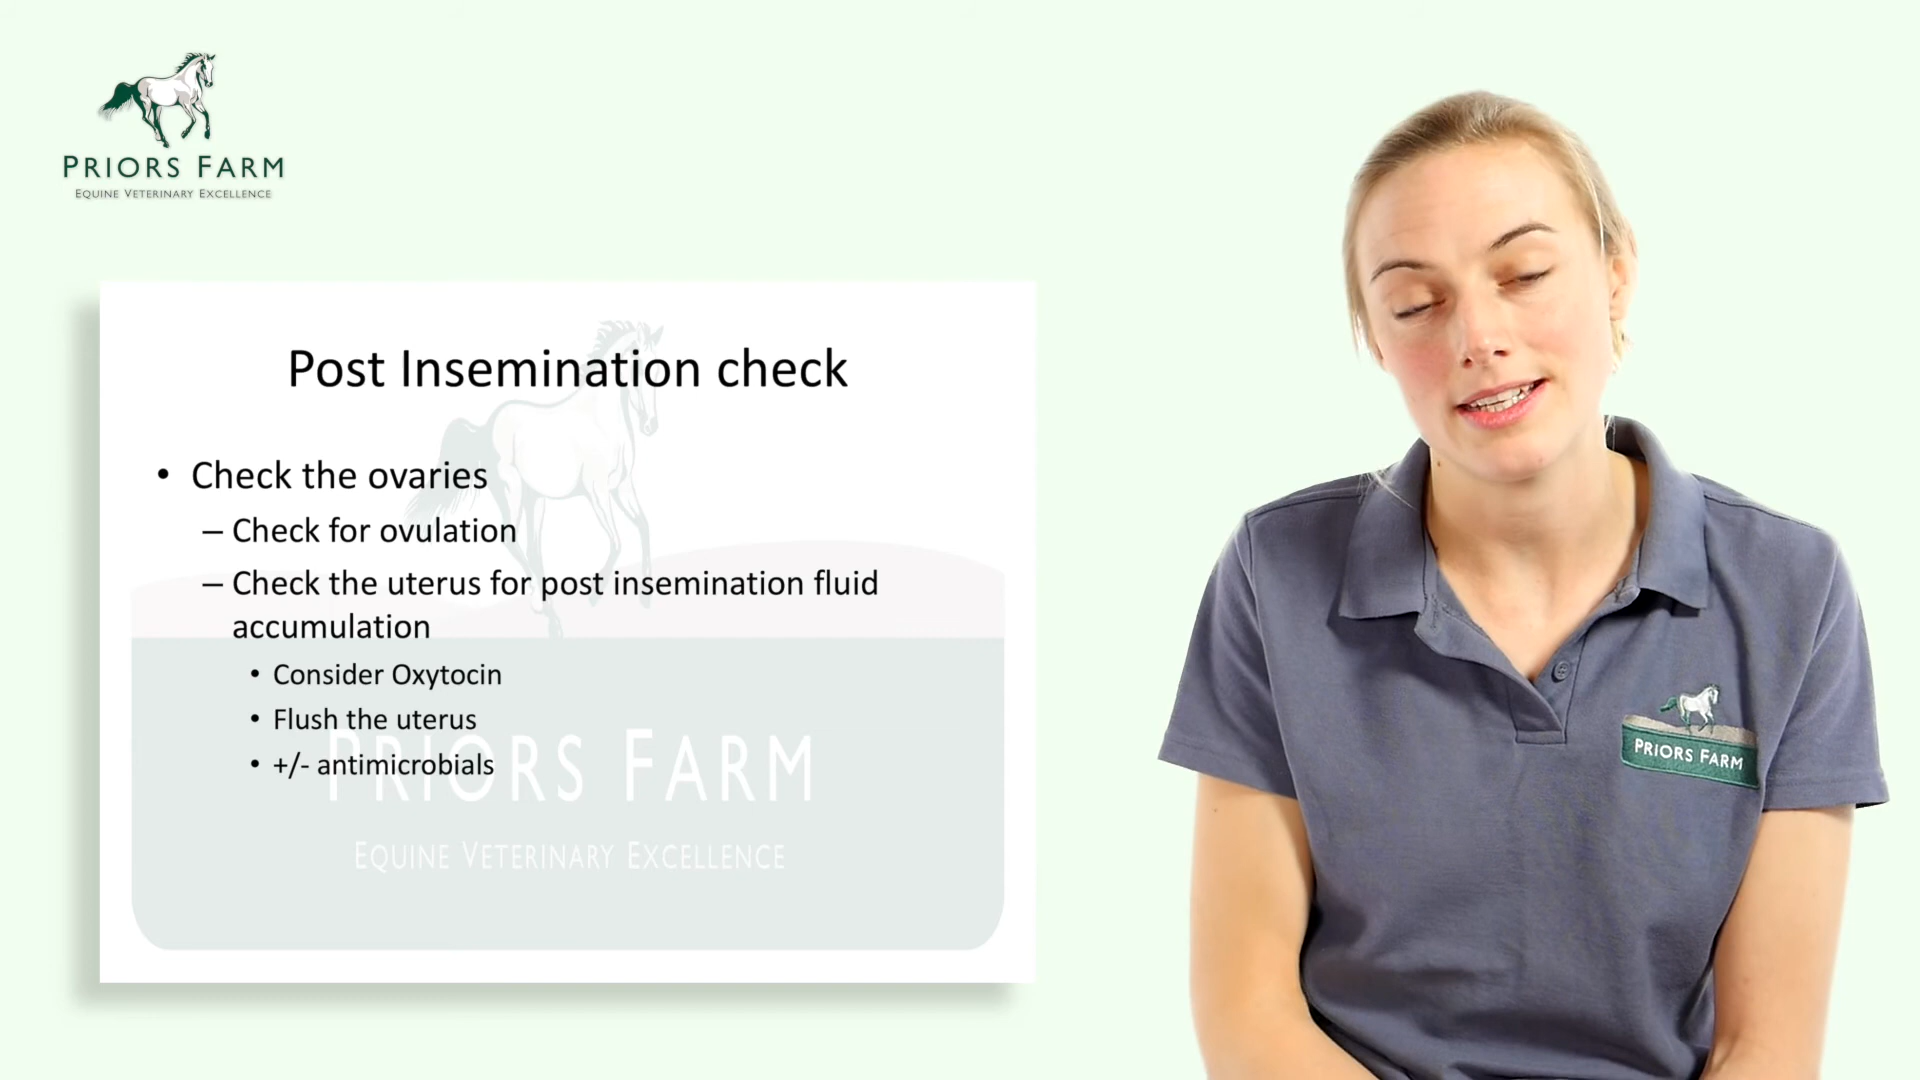 PRIORS FARM
EQUINE VETERINARY EXCELLENCE
Post Insemination check
• Check the ovaries
– Check for ovulation
– Check the uterus for post insemination fluid
accumulation
• Consider Oxytocin
• Flush the uterus
• +/- antimicrobials
PRIORS FARM
EQUINE VETERINARY EXCELLENCE
PRIORS FARM